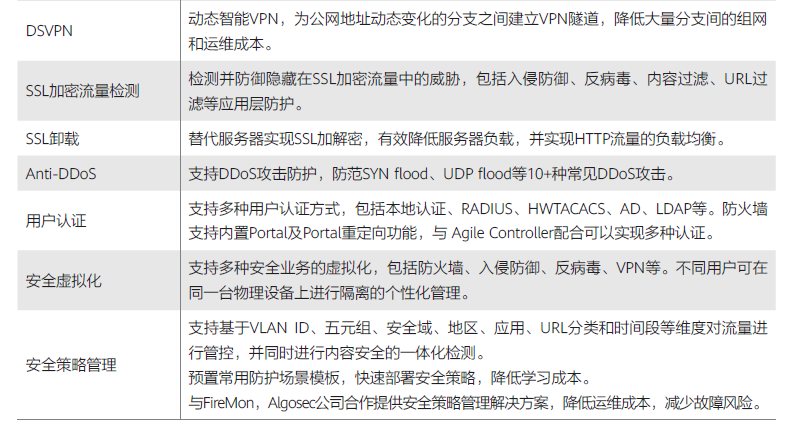 DSVPN
动态智能VPN，为公网地址动态变化的分支之间建立VPN隧道，降低大量分支间的组网
和运维成本。
SSL加密流量检测
检测并防御隐藏在SSL加密流量中的威胁，包括入侵防御、反病毒、内容过滤、URL过
滤等应用层防护。
SSL卸载
替代服务器实现SSL加解密，有效降低服务器负载，并实现HTTP流量的负载均衡。
Anti-DDoS
支持DDoS攻击防护，防范SYN flood、UDP flood等10+种常见DDoS攻击。
用户认证
支持多种用户认证方式，包括本地认证、RADIUS、HWTACACS、AD、LDAP等。防火墙
支持内置Portal及Portal重定向功能，与 Agile Controller配合可以实现多种认证。
安全虚拟化
支持多种安全业务的虚拟化，包括防火墙、入侵防御、反病毒、VPN等。不同用户可在
同一台物理设备上进行隔离的个性化管理。
安全策略管理
支持基于VLAN ID、五元组、安全域、地区、应用、URL分类和时间段等维度对流量进
行管控，并同时进行内容安全的一体化检测。
预置常用防护场景模板，快速部署安全策略，降低学习成本。
与FireMon，Algosec公司合作提供安全策略管理解决方案，降低运维成本，减少故障风险。